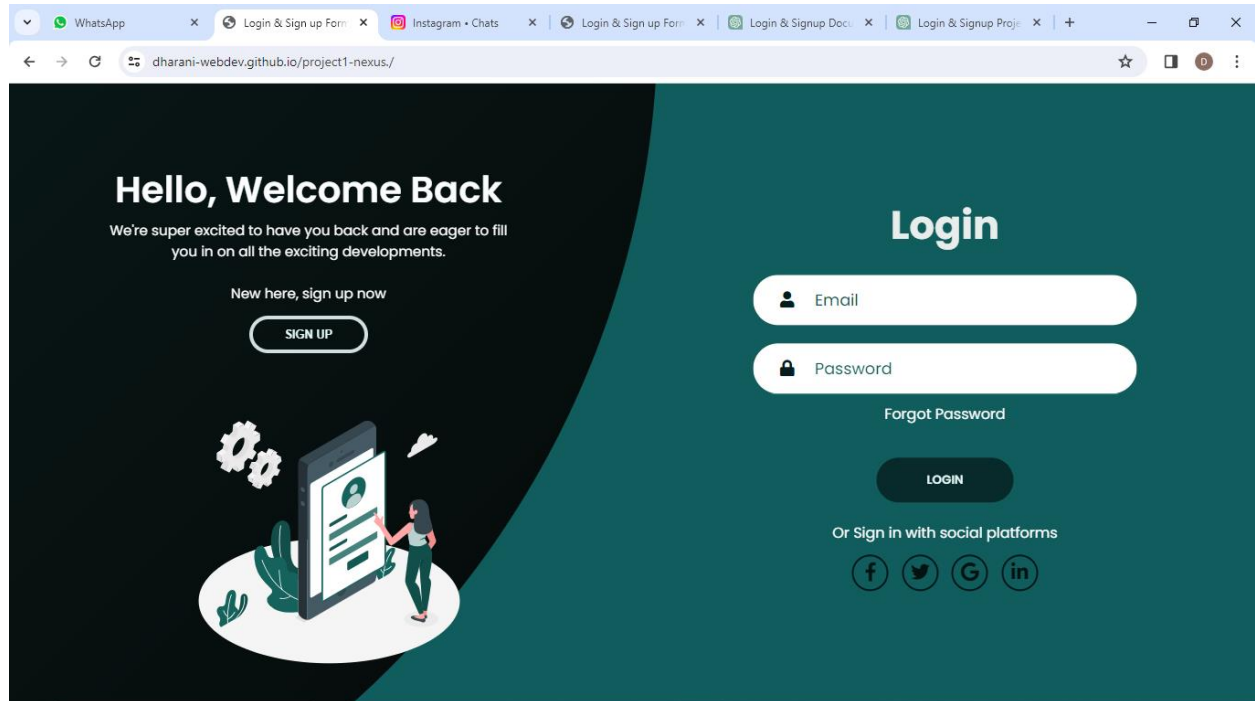 WhatsApp
Login & Sign up Form
Instagram • Chats
Login & Sign up Form
Login & Signup Docu
Login & Signup Proje
dharani-webdev.github.io/project1-nexus./
D
Hello, Welcome Back
We're super excited to have you back and are eager to fill
you in on all the exciting developments.
New here, sign up now
SIGN UP
Login
Email
Password
Forgot Password
LOGIN
Or Sign in with social platforms
f
G
in